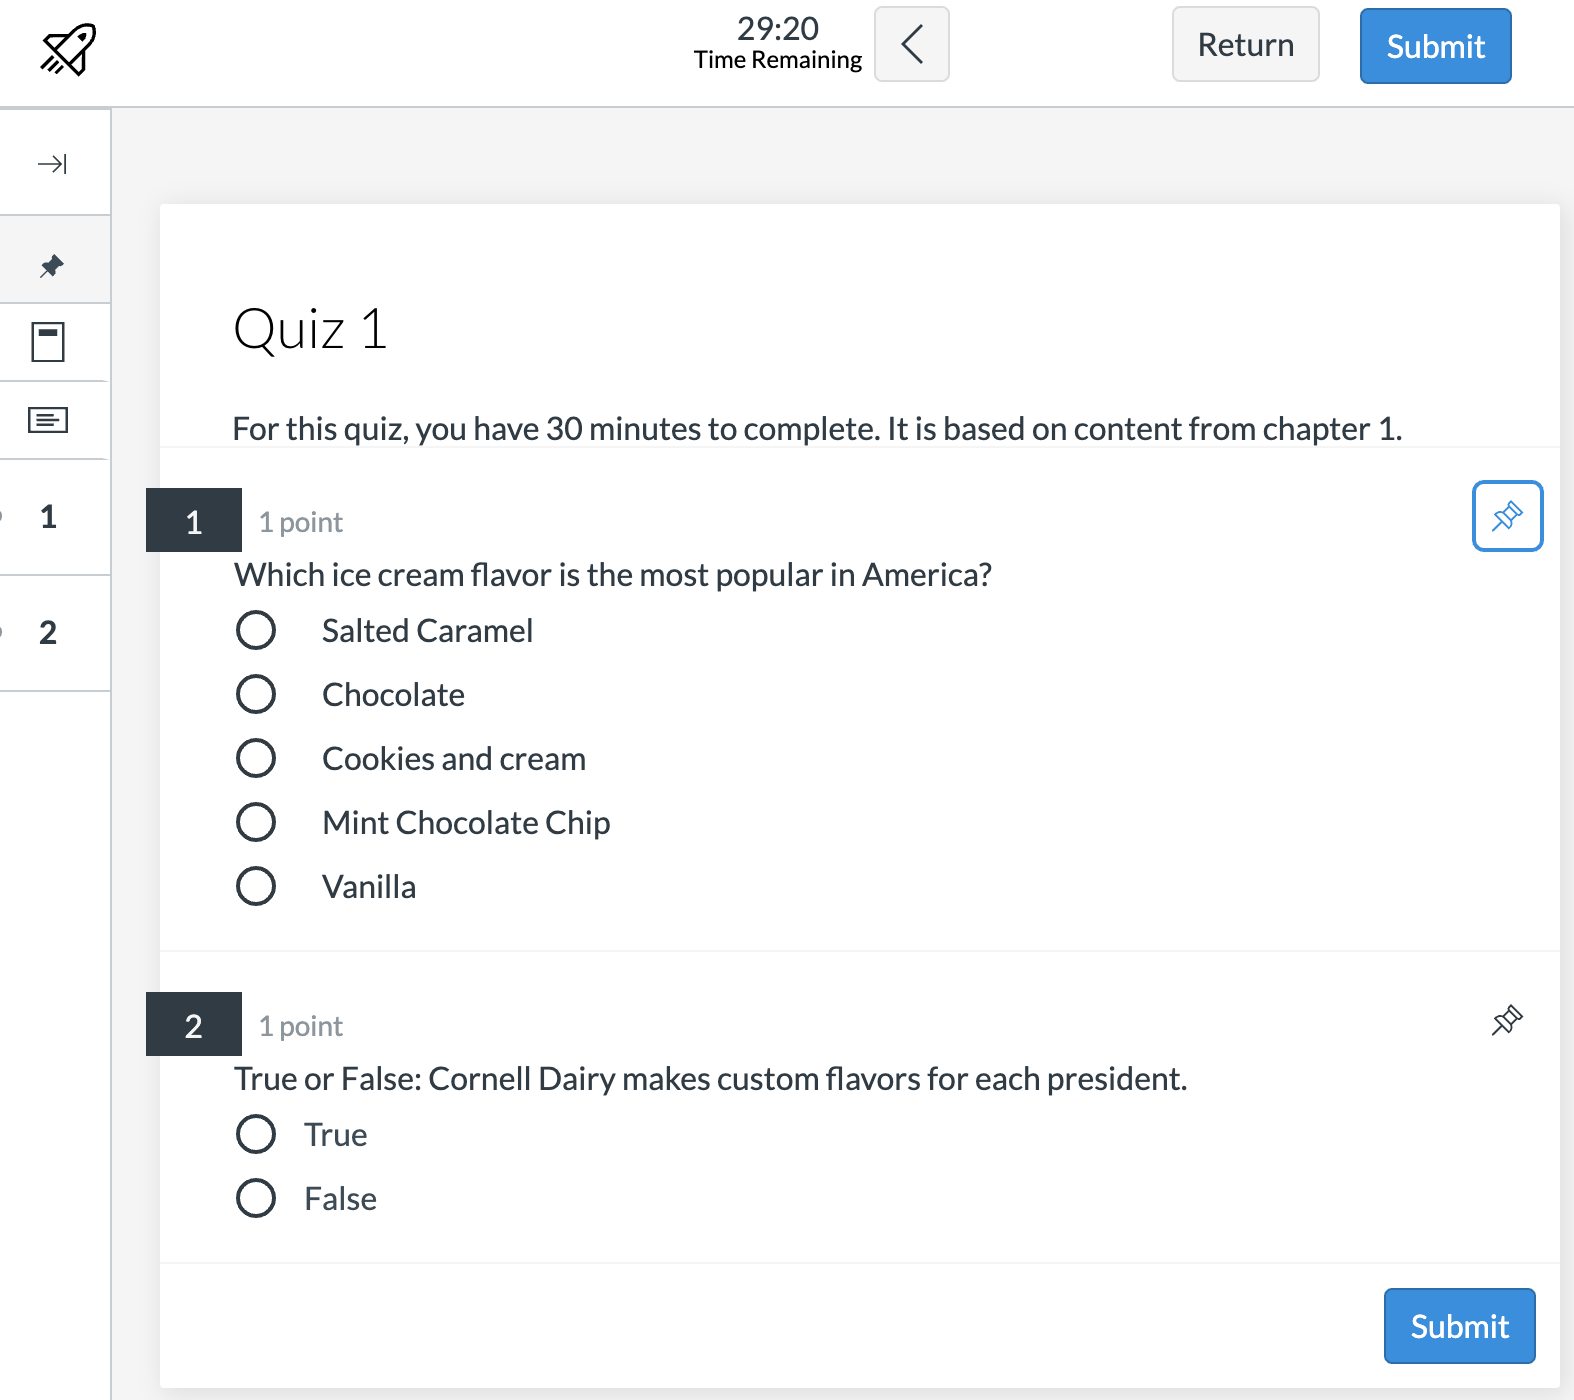 29:20
Time Remaining
Return
Submit
Quiz 1
For this quiz, you have 30 minutes to complete. It is based on content from chapter 1.
1
2
1 1 point
Which ice cream flavor is the most popular in America?
Salted Caramel
Chocolate
Cookies and cream
Mint Chocolate Chip
Vanilla
2 1 point
True or False: Cornell Dairy makes custom flavors for each president.
True
False
Submit